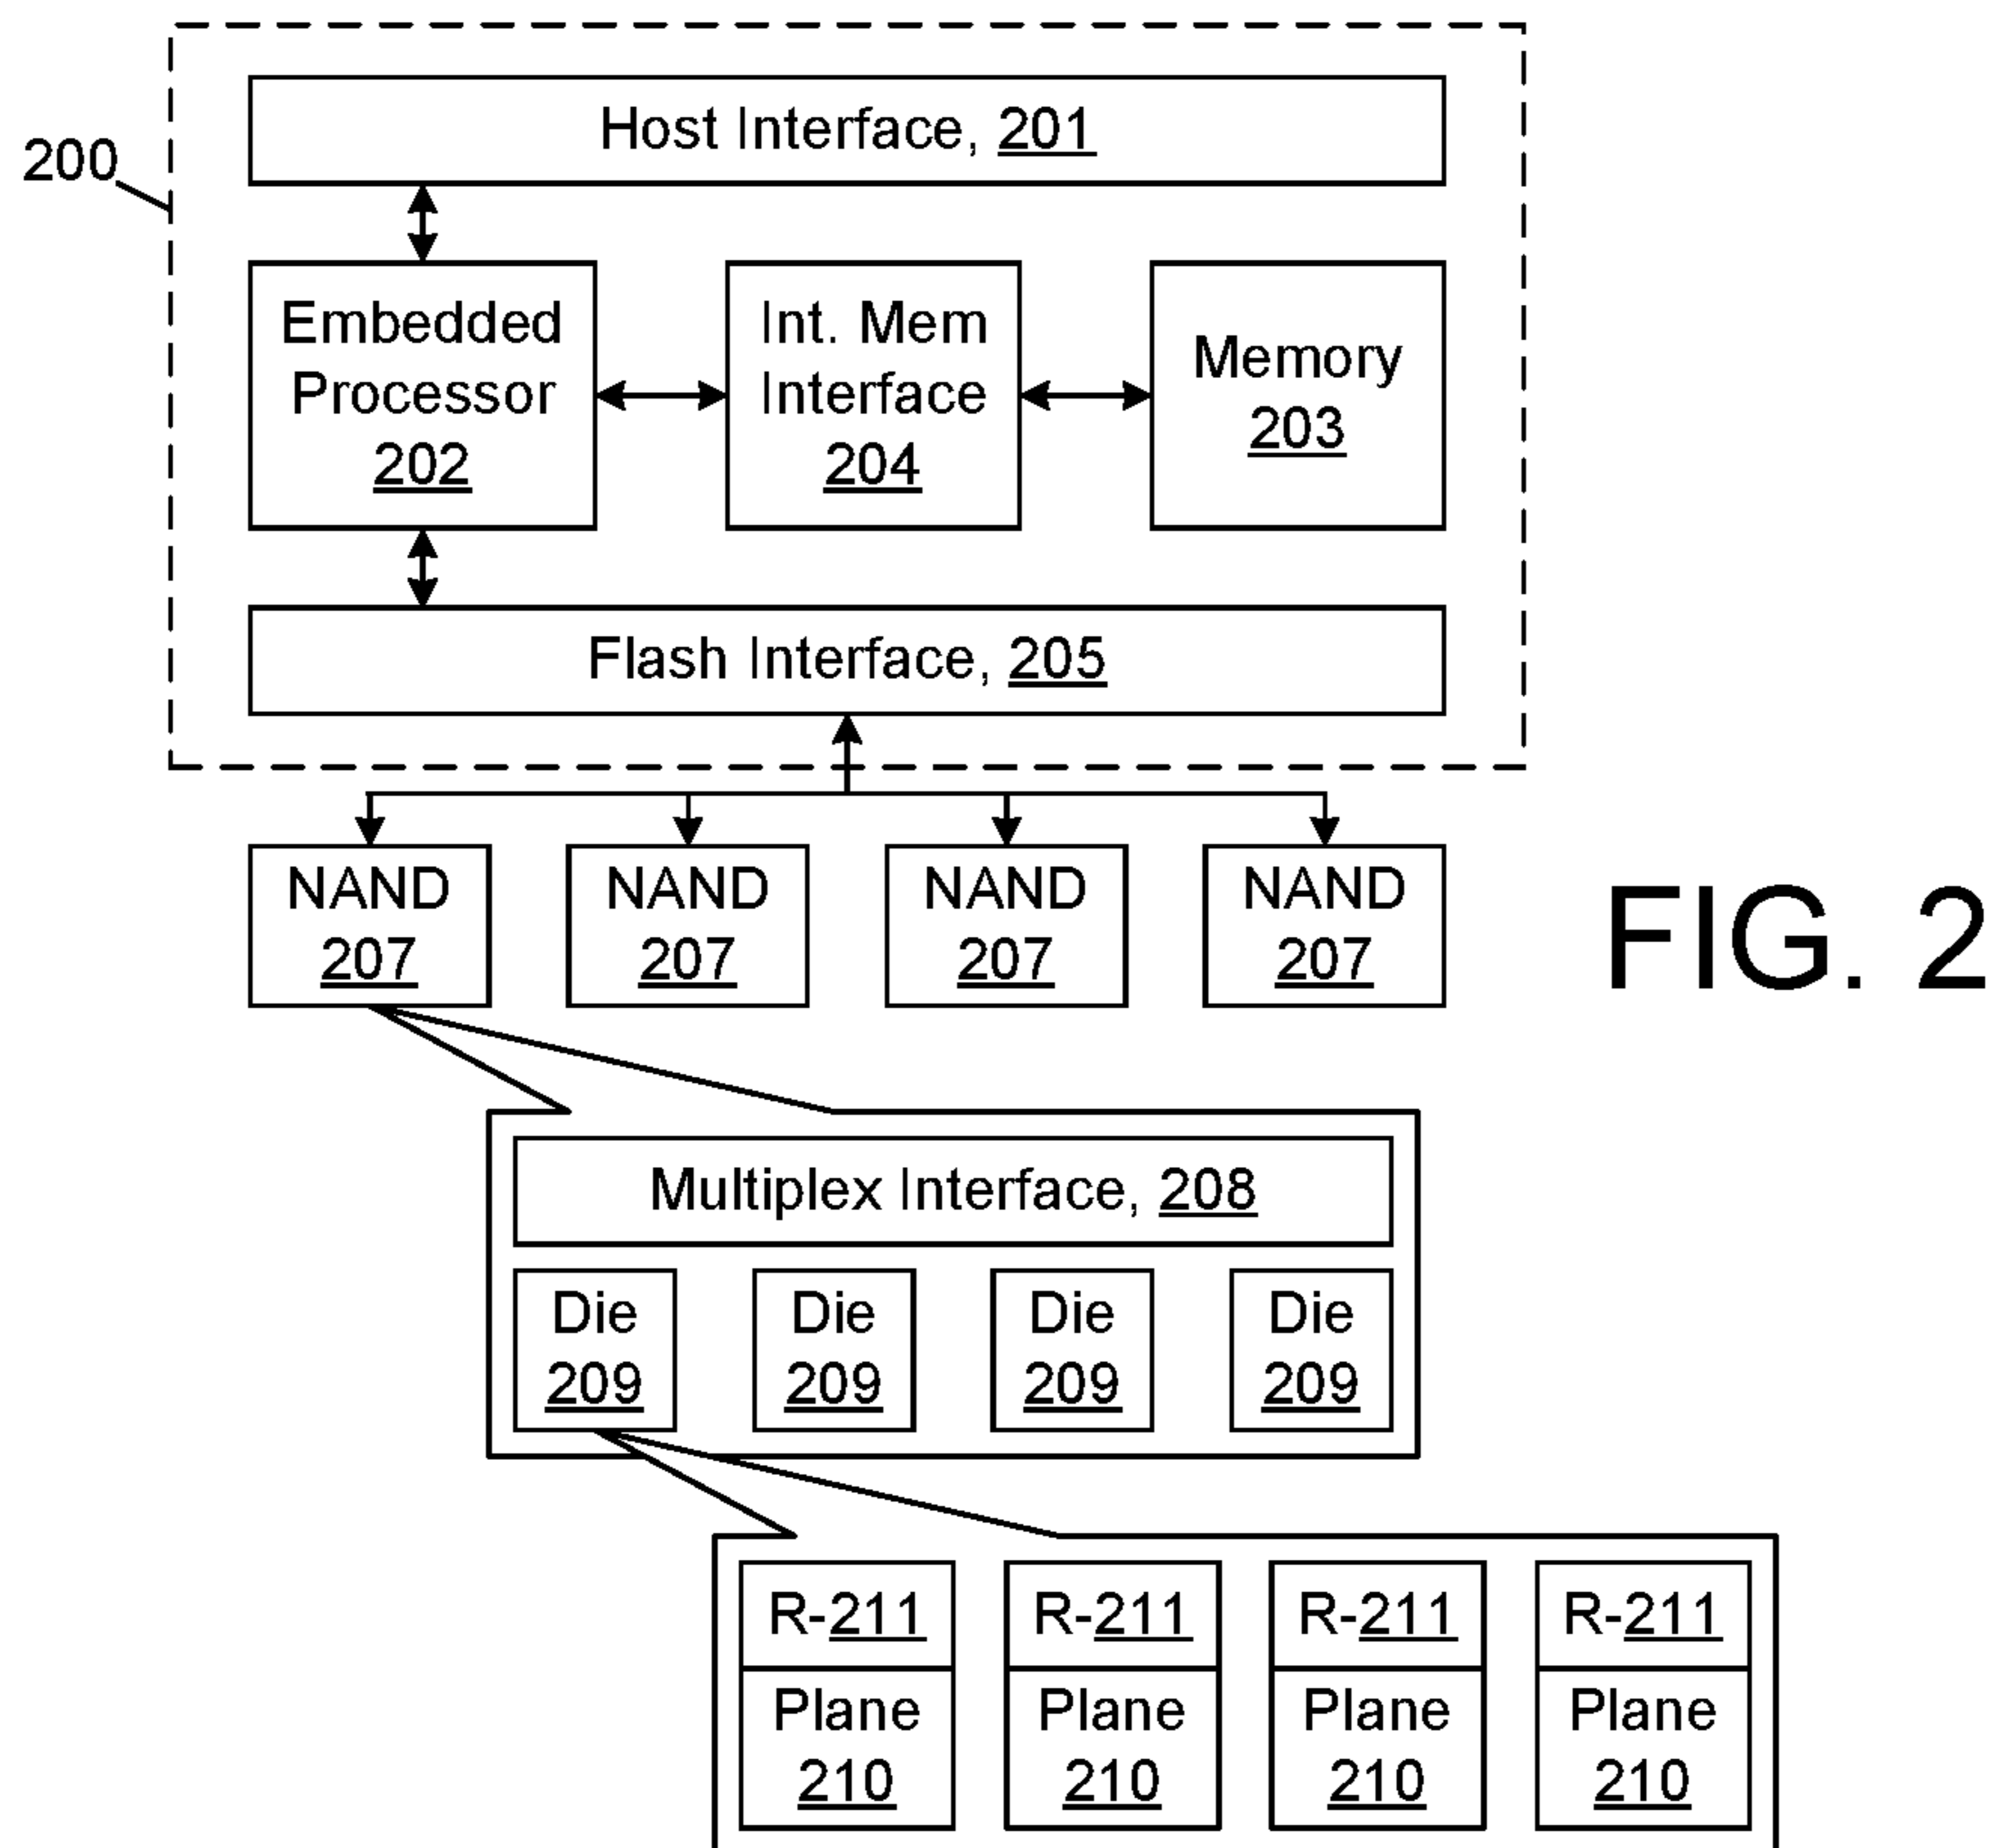 200
Host Interface, 201
Embedded
Processor
202
Int. Mem
Interface
204
Memory
203
Flash Interface, 205
NAND
207
NAND
207
NAND
207
NAND
207
FIG. 2
Multiplex Interface, 208
Die
209
Die
209
Die
209
Die
209
R-211
R-211
R-211
R-211
Plane
210
Plane
210
Plane
210
Plane
210